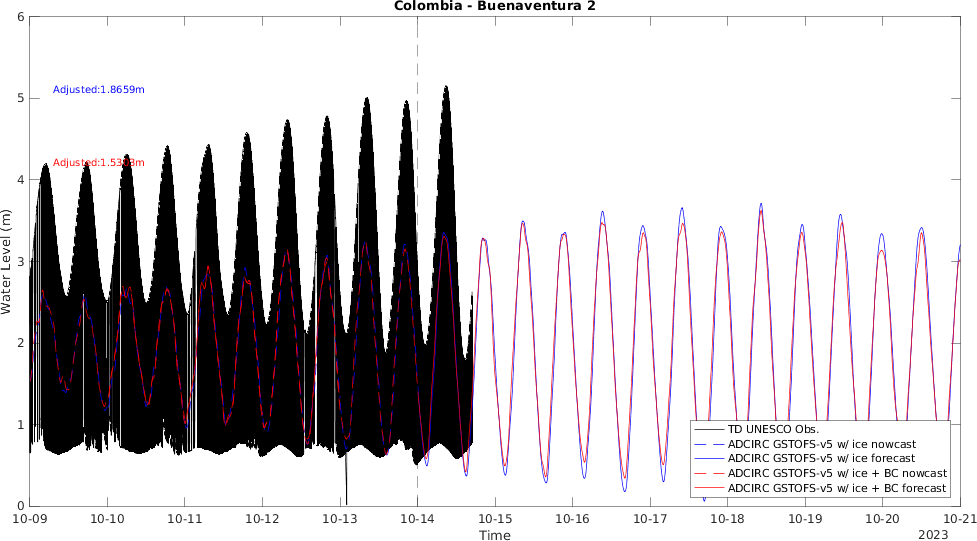 Colombia - Buenaventura 2
6
5
4
3
2
1
0
Water Level (m)
Adjusted:1.8659m
TD UNESCO Obs.
ADCIRC GSTOFS-v5 w/ ice nowcast
ADCIRC GSTOFS-v5 w/ ice forecast
ADCIRC GSTOFS-v5 w/ ice + BC nowcast
ADCIRC GSTOFS-v5 w/ ice + BC forecast
10-09 10-10 10-11 10-12 10-13 10-14 10-15 10-16 10-17 10-18 10-19 10-20 10-21
Time
2023